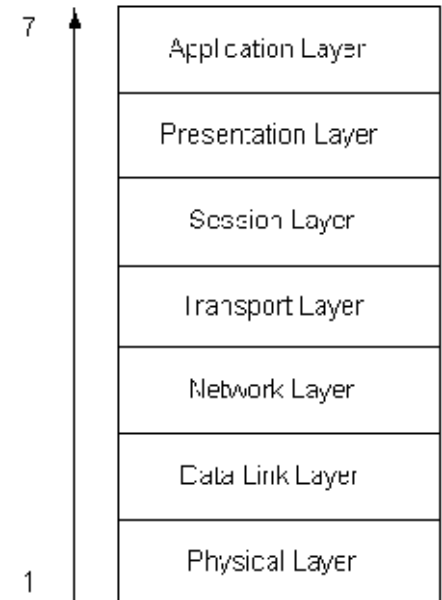 7
Application Layer
Presentation Layer
Session Layer
Transport Layer
Network Layer
Data Link Layer
Physical Layer
1